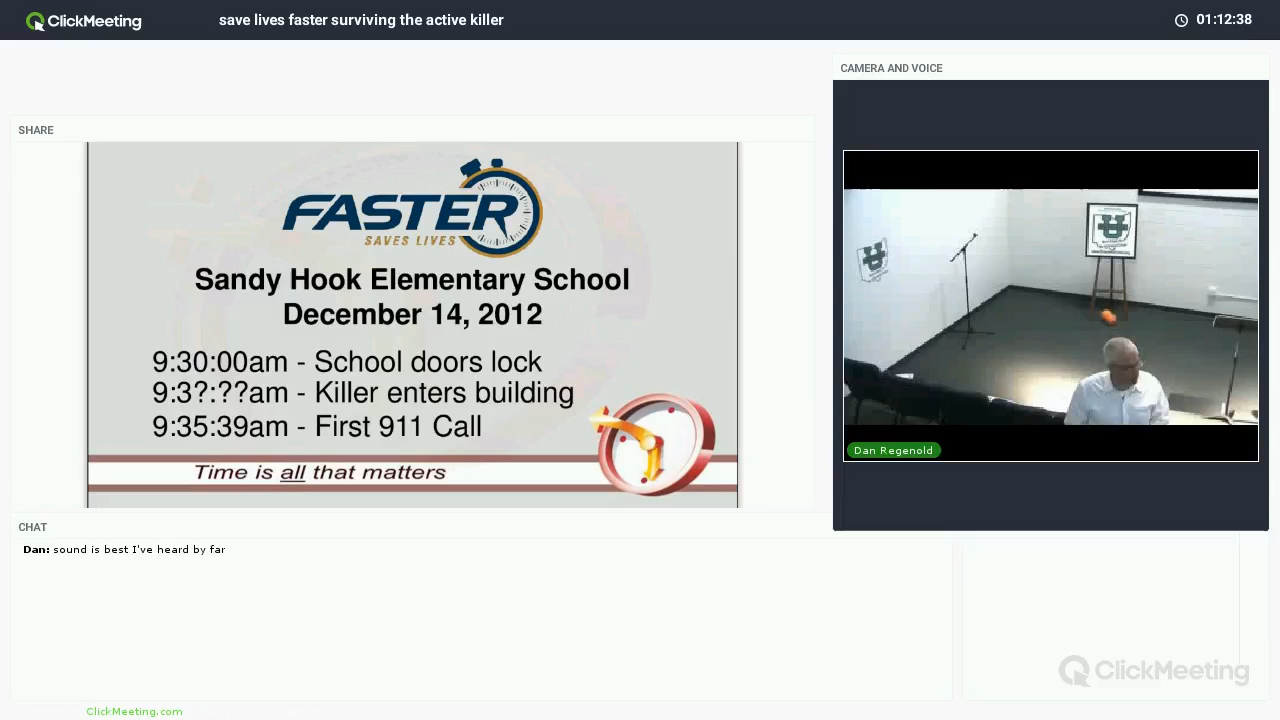 ClickMeeting
save lives faster surviving the active killer
01:12:38
CAMERA AND VOICE
SHARE
FASTER
SAVES LIVES
Sandy Hook Elementary School
December 14, 2012
9:30:00am - School doors lock
9:3?:??am - Killer enters building
9:35:39am - First 911 Call
Time is all that matters
Dan Regenold
CHAT
Dan: sound is best I've heard by far
ClickMeeting
ClickMeeting.com